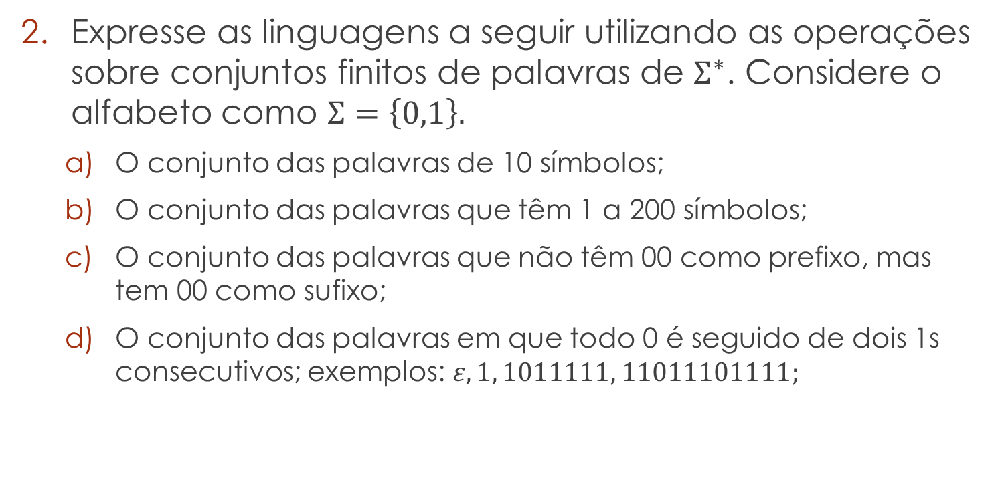 2. Expresse as linguagens a seguir utilizando as operações
sobre conjuntos finitos de palavras de Σ*. Considere o
alfabeto como Σ = {0,1}.
a) O conjunto das palavras de 10 símbolos;
b) O conjunto das palavras que têm 1 a 200 símbolos;
c) O conjunto das palavras que não têm 00 como prefixo, mas
tem 00 como sufixo;
d) O conjunto das palavras em que todo 0 é seguido de dois 1s
consecutivos; exemplos: ε, 1, 1011111, 11011101111;